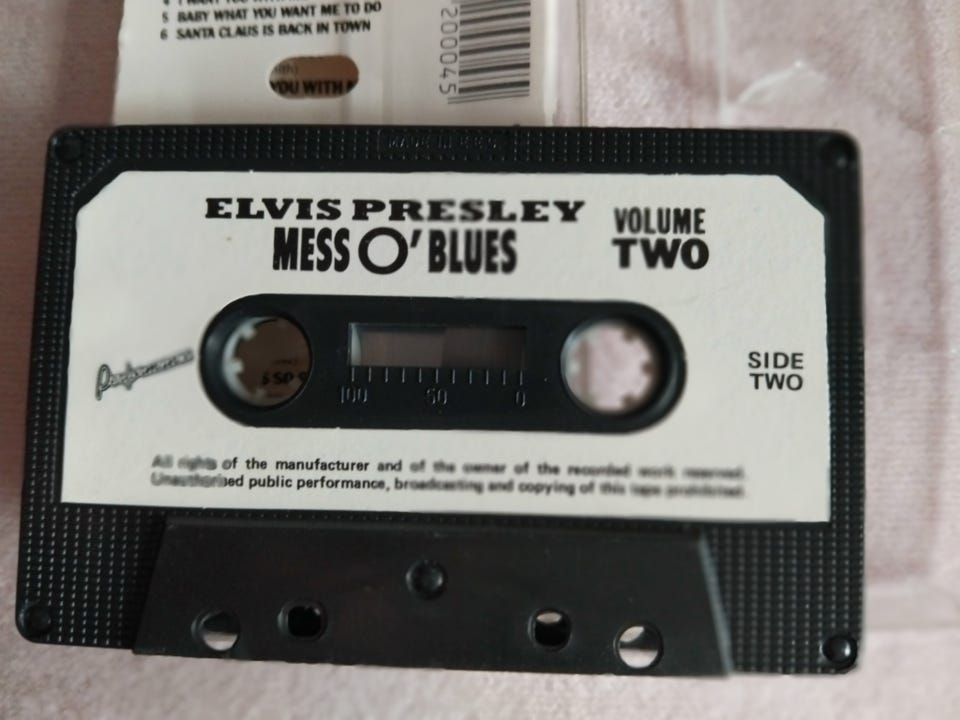 5 BABY WHAT YOU WANT ME TO DO
6 SANTA CLAUS IS BACK IN TOWN
YOU WITH
200045
ELVIS PRESLEY
MESS O' BLUES
VOLUME
TWO
Performance
SIDE
TWO
100 50 0
All rights of the manufacturer and of the owner of the recorded work reserved.
Unauthorised public performance, broadcasting and copying of this tape prohibited.